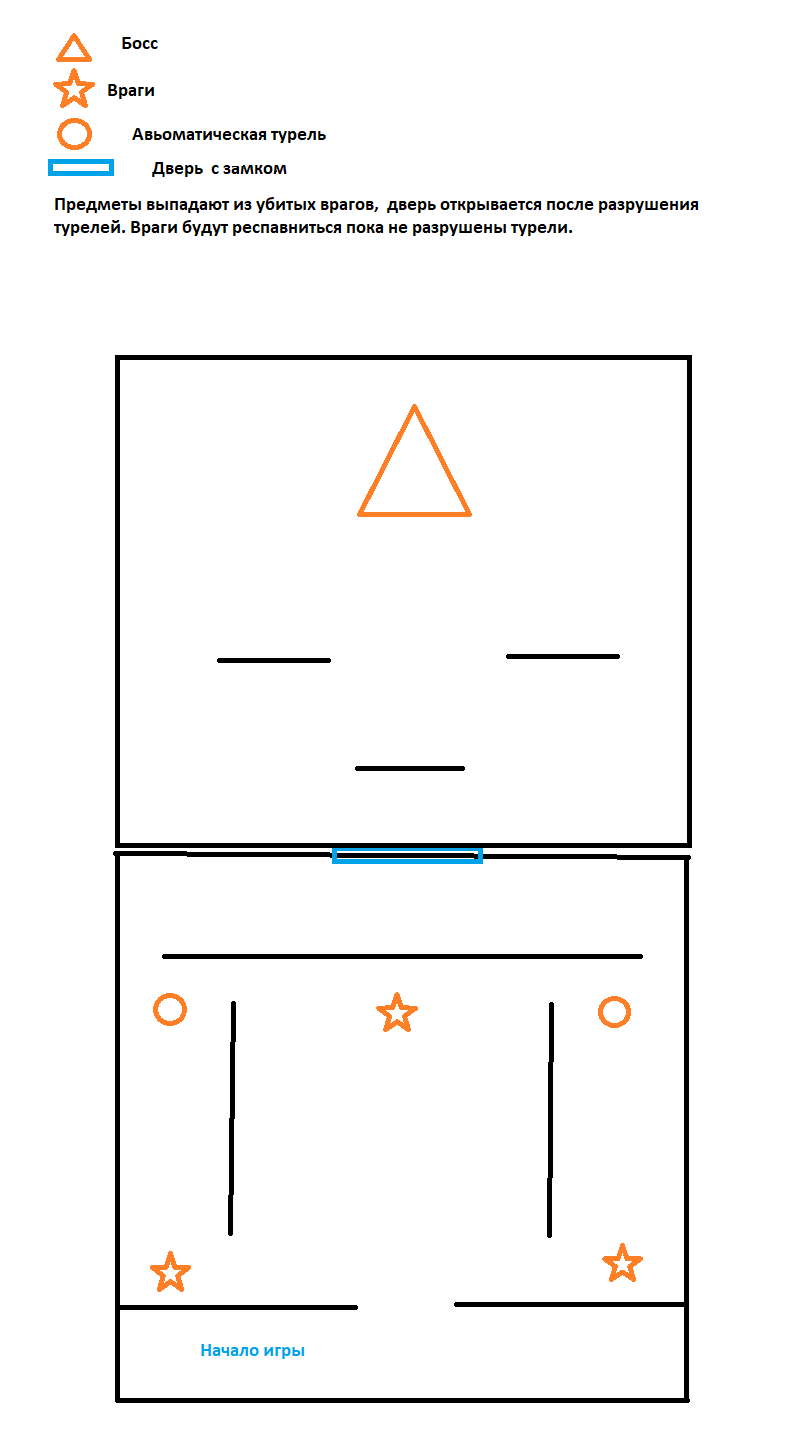 Босс
Враги
Авьоматическая турель
Дверь с замком
Предметы выпадают из убитых врагов, дверь открывается после разрушения
турелей. Враги будут респавниться пока не разрушены турели.
Начало игры